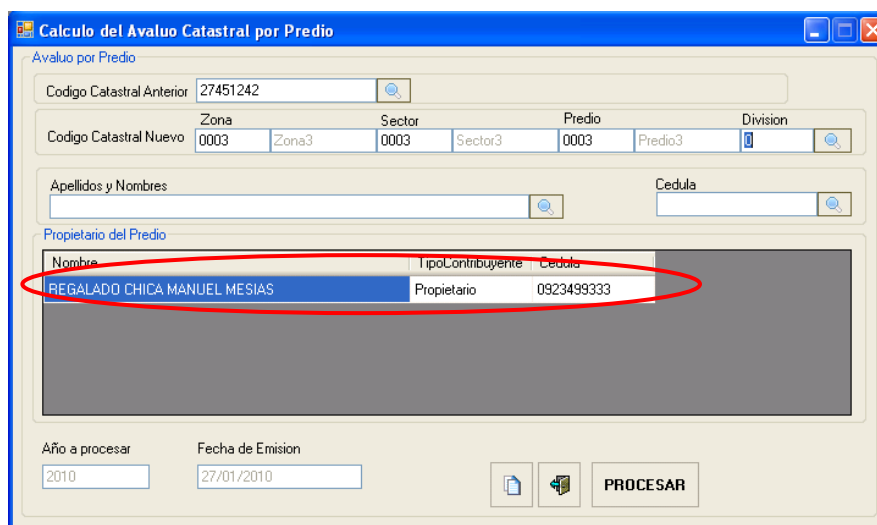 Calculo del Avaluo Catastral por Predio
Avaluo por Predio
Codigo Catastral Anterior 27451242
Zona Sector Predio Division
Codigo Catastral Nuevo 0003 Zona3 0003 Sector3 0003 Predio3 0
Apellidos y Nombres Cedula
Propietario del Predio
Nombre TipoContribuyente Cedula
REGALADO CHICA MANUEL MESIAS Propietario 0923499333
Año a procesar Fecha de Emision
2010 27/01/2010 PROCESAR